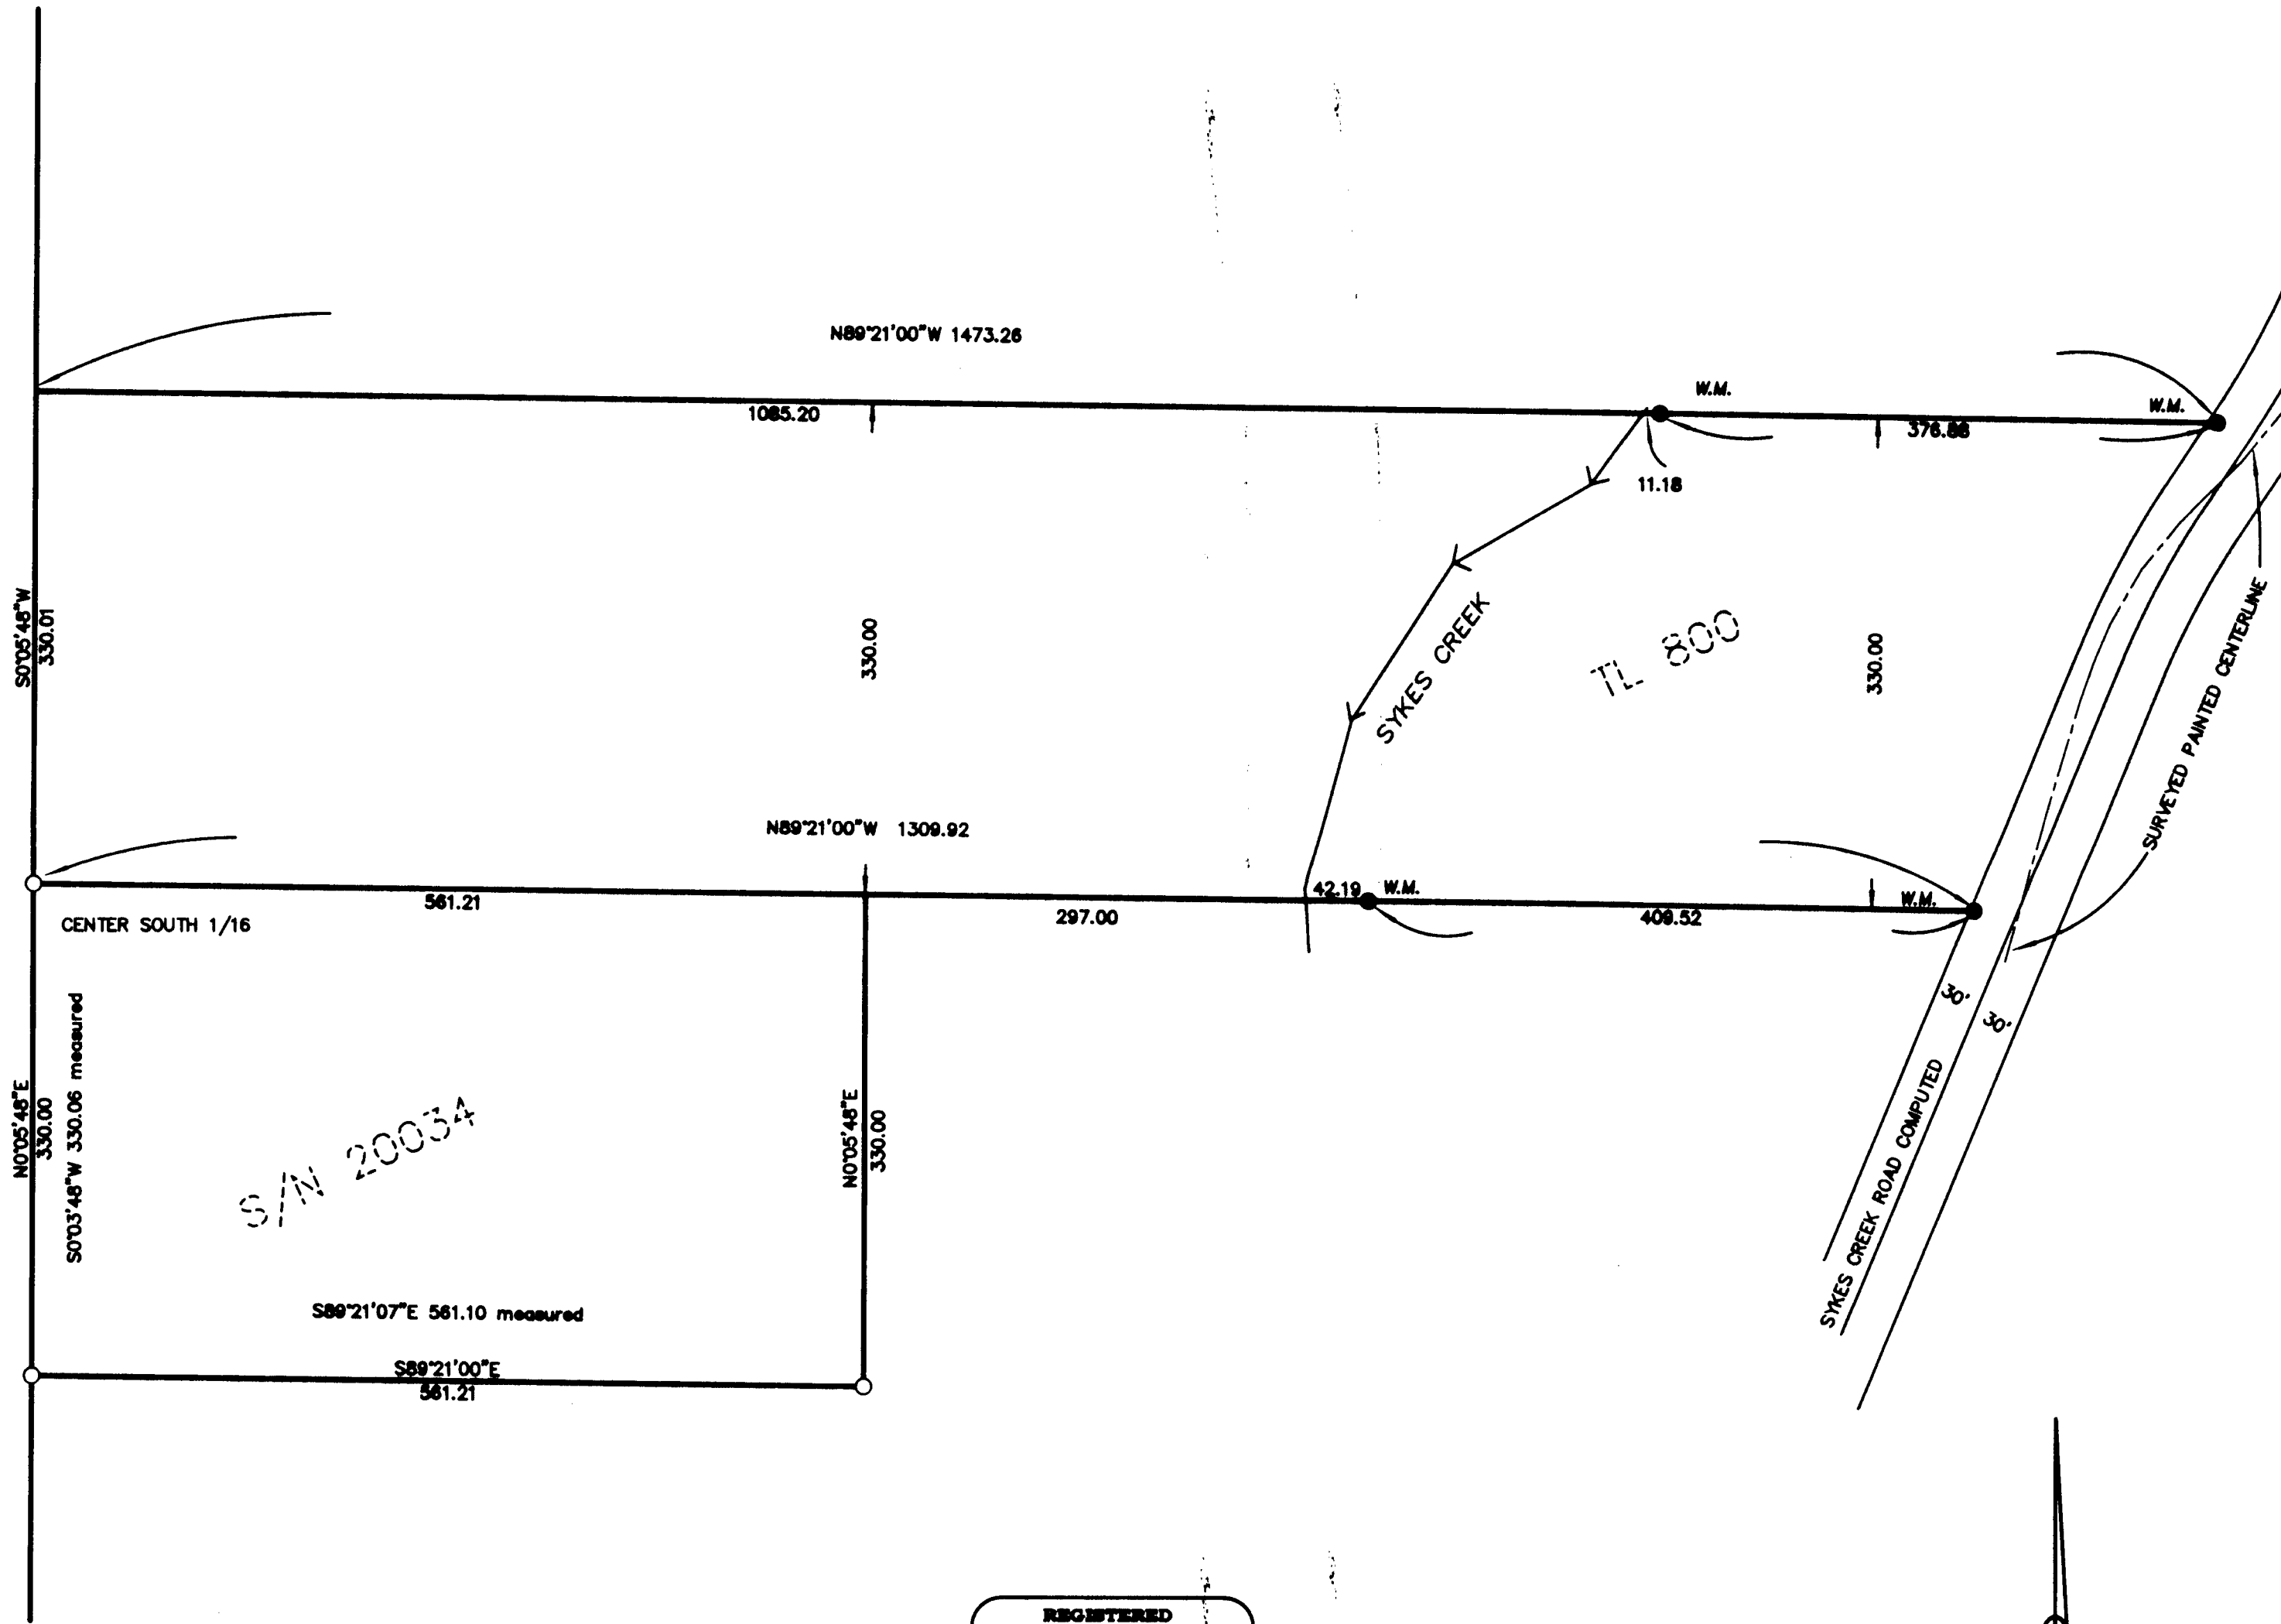 N89°21'00"W 1473.26
W.M.
W.M.
1085.20
376.88
11.18
S0°05'48"W
330.01
330.00
SYKES CREEK
TL 800
330.00
SURVEYED PAINTED CENTERLINE
N89°21'00"W 1309.92
561.21
42.19
W.M.
W.M.
297.00
409.52
CENTER SOUTH 1/16
30'
30'
N0°05'48"E
330.00
S0°03'48"W 330.06 measured
S/N 20034
N0°05'48"E
330.00
SYKES CREEK ROAD COMPUTED
S89°21'07"E 561.10 measured
S89°21'00"E
561.21
REGISTERED